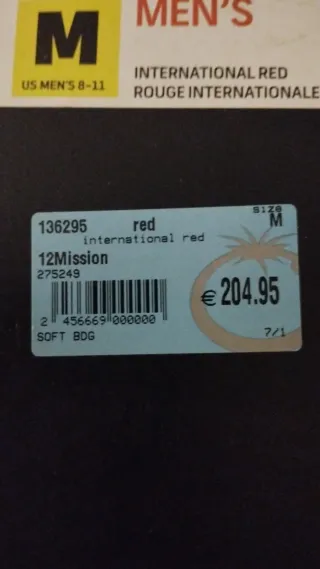 MEN'S
M
US MEN'S 8-11
INTERNATIONAL RED
ROUGE INTERNATIONALE
SIZE
136295 red M
international red
12Mission
275249
€ 204.95
2 456669 000000
7/1
SOFT BDG